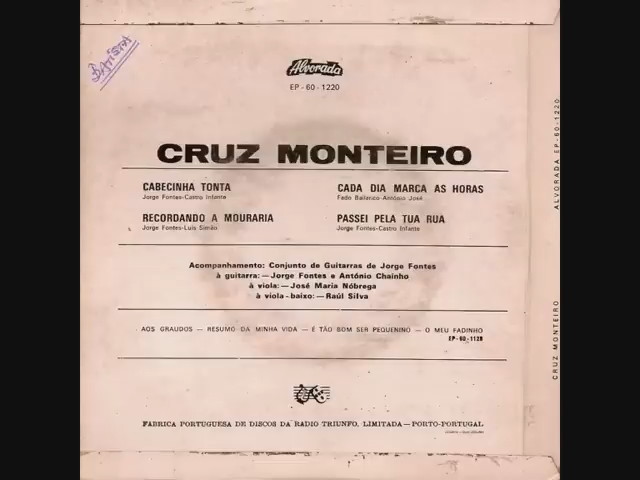 BATISTA
Alvorada
EP - 60 - 1220
CRUZ MONTEIRO
CABECINHA TONTA
Jorge Fontes-Castro Infante
RECORDANDO A MOURARIA
Jorge Fontes-Luis Simão
CADA DIA MARCA AS HORAS
Fado Bailarico-António José
PASSEI PELA TUA RUA
Jorge Fontes-Castro Infante
Acompanhamento: Conjunto de Guitarras de Jorge Fontes
à guitarra: — Jorge Fontes e António Chainho
à viola: — José Maria Nóbrega
à viola-baixo: — Raúl Silva
AOS GRAUDOS — RESUMO DA MINHA VIDA — É TÃO BOM SER PEQUENINO — O MEU FADINHO
EP-60-1128
FABRICA PORTUGUESA DE DISCOS DA RADIO TRIUNFO, LIMITADA — PORTO-PORTUGAL
ALVORADA EP-60-1220
CRUZ MONTEIRO